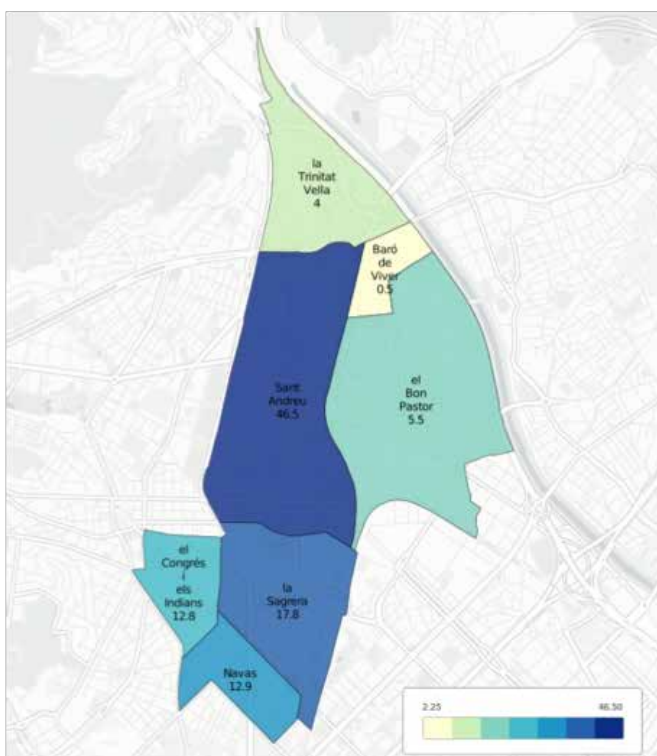 la
Trinitat
Vella
4
Baró
de
Viver
0.5
el
Bon
Pastor
5.5
Sant
Andreu
46.5
el
Congrés
i
els
Indians
12.8
la
Sagrera
17.8
Navas
12.9
2.25 46.50